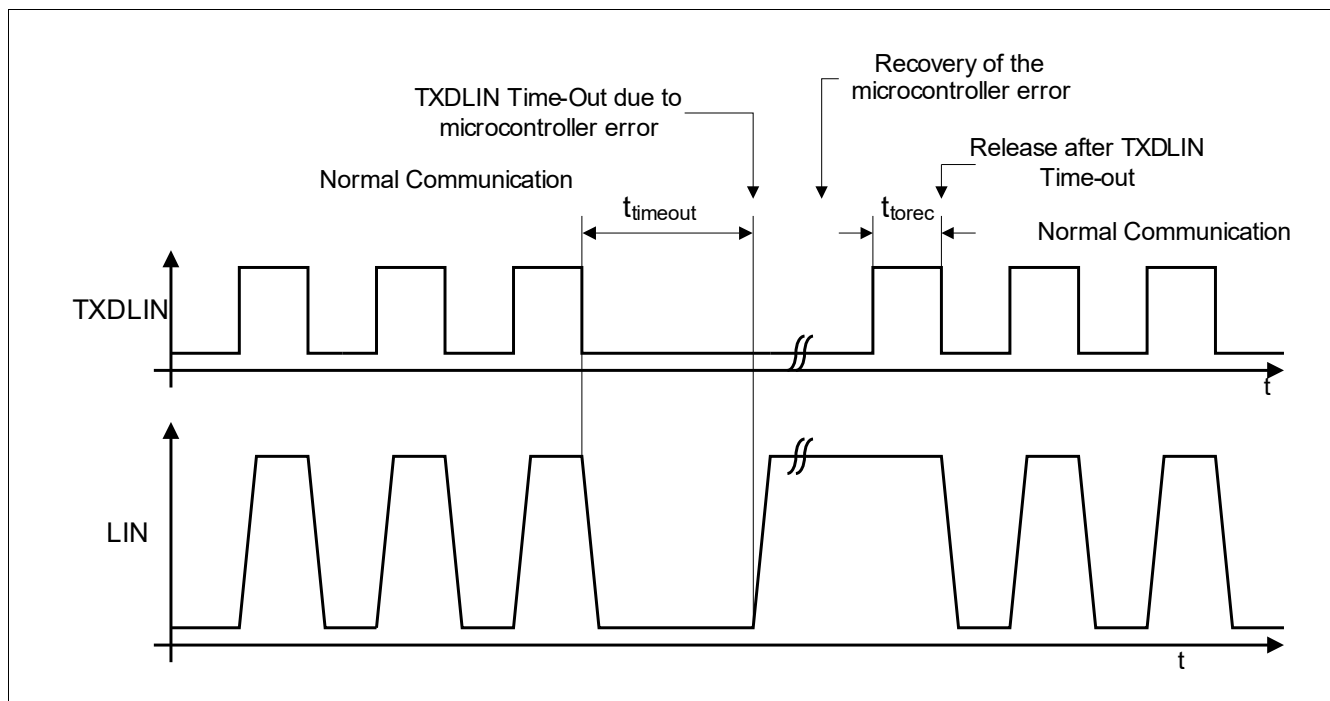 Recovery of the
microcontroller error
TXDLIN Time-Out due to
microcontroller error
Release after TXDLIN
Time-out
Normal Communication
ttimeout
ttorec
Normal Communication
TXDLIN
t
LIN
t